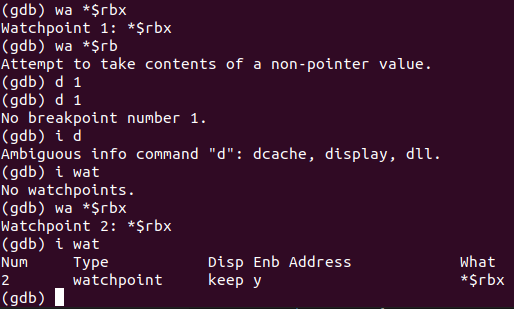 (gdb) wa *$rbx
Watchpoint 1: *$rbx
(gdb) wa *$rb
Attempt to take contents of a non-pointer value.
(gdb) d 1
(gdb) d 1
No breakpoint number 1.
(gdb) i d
Ambiguous info command "d": dcache, display, dll.
(gdb) i wat
No watchpoints.
(gdb) wa *$rbx
Watchpoint 2: *$rbx
(gdb) i wat
Num     Type           Disp Enb Address            What
2       watchpoint     keep y                      *$rbx
(gdb)